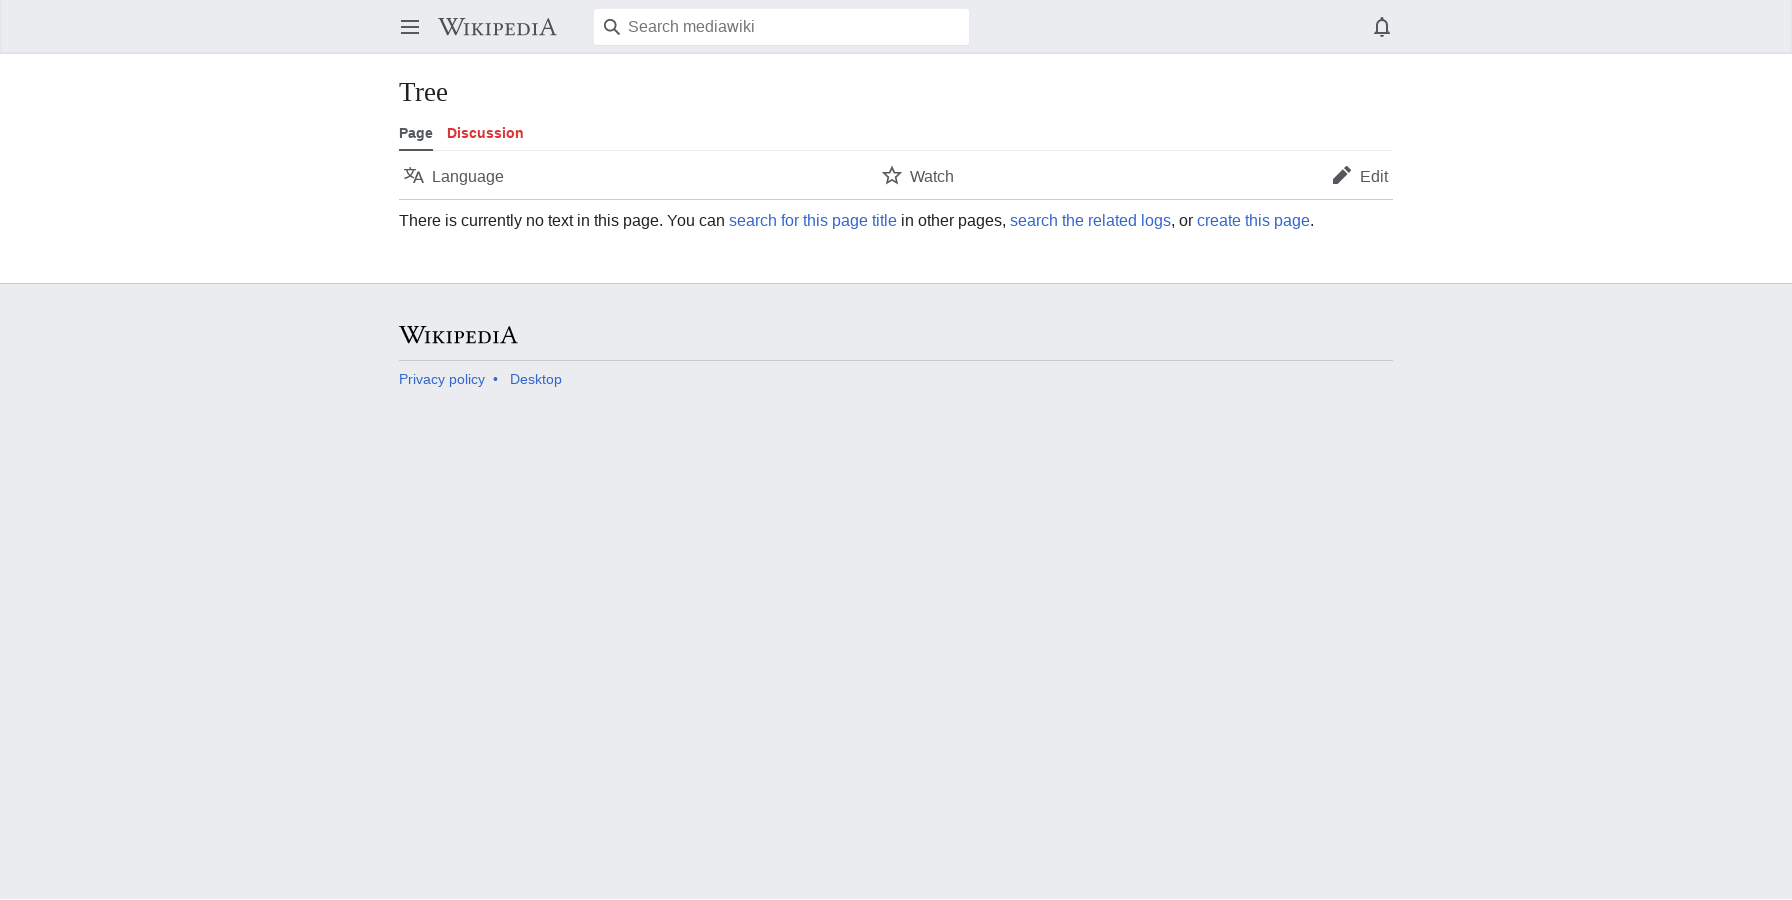 WIKIPEDIA
Search mediawiki
Tree
Page Discussion
Language Watch Edit
There is currently no text in this page. You can search for this page title in other pages, search the related logs, or create this page.
WIKIPEDIA
Privacy policy • Desktop